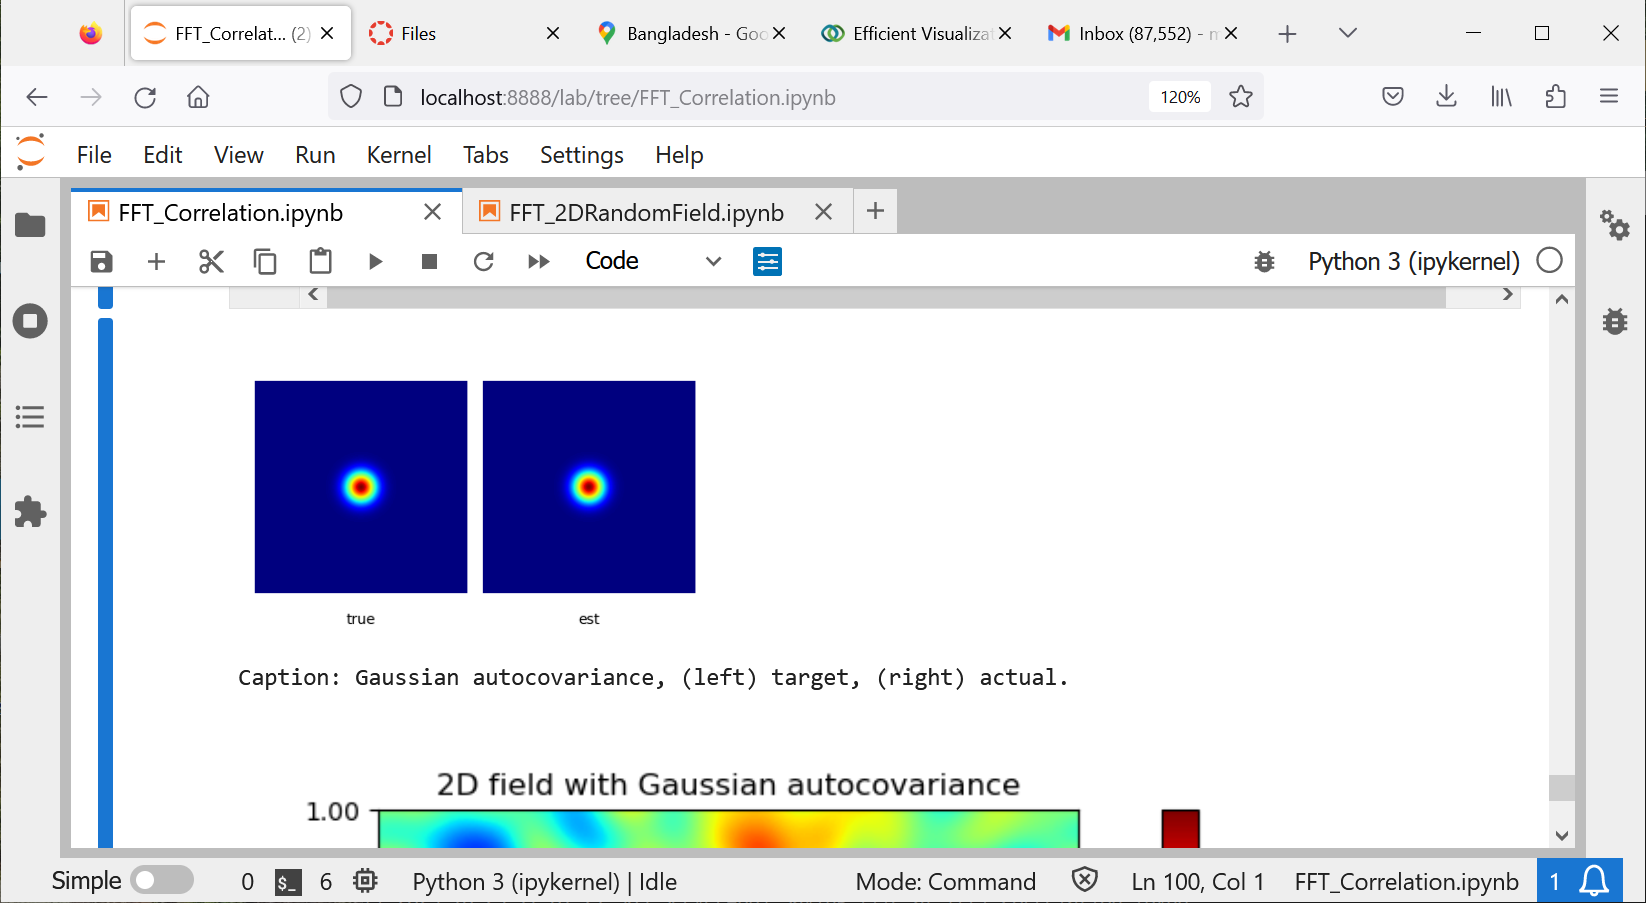 FFT_Correlat... (2)
Files
Bangladesh - Goo
Efficient Visualiza
Inbox (87,552) - m
localhost:8888/lab/tree/FFT_Correlation.ipynb
120%
File Edit View Run Kernel Tabs Settings Help
FFT_Correlation.ipynb
FFT_2DRandomField.ipynb
Code
Python 3 (ipykernel)
true
est
Caption: Gaussian autocovariance, (left) target, (right) actual.
2D field with Gaussian autocovariance
1.00
Simple
0
$_
6
Python 3 (ipykernel) | Idle
Mode: Command
Ln 100, Col 1
FFT_Correlation.ipynb
1